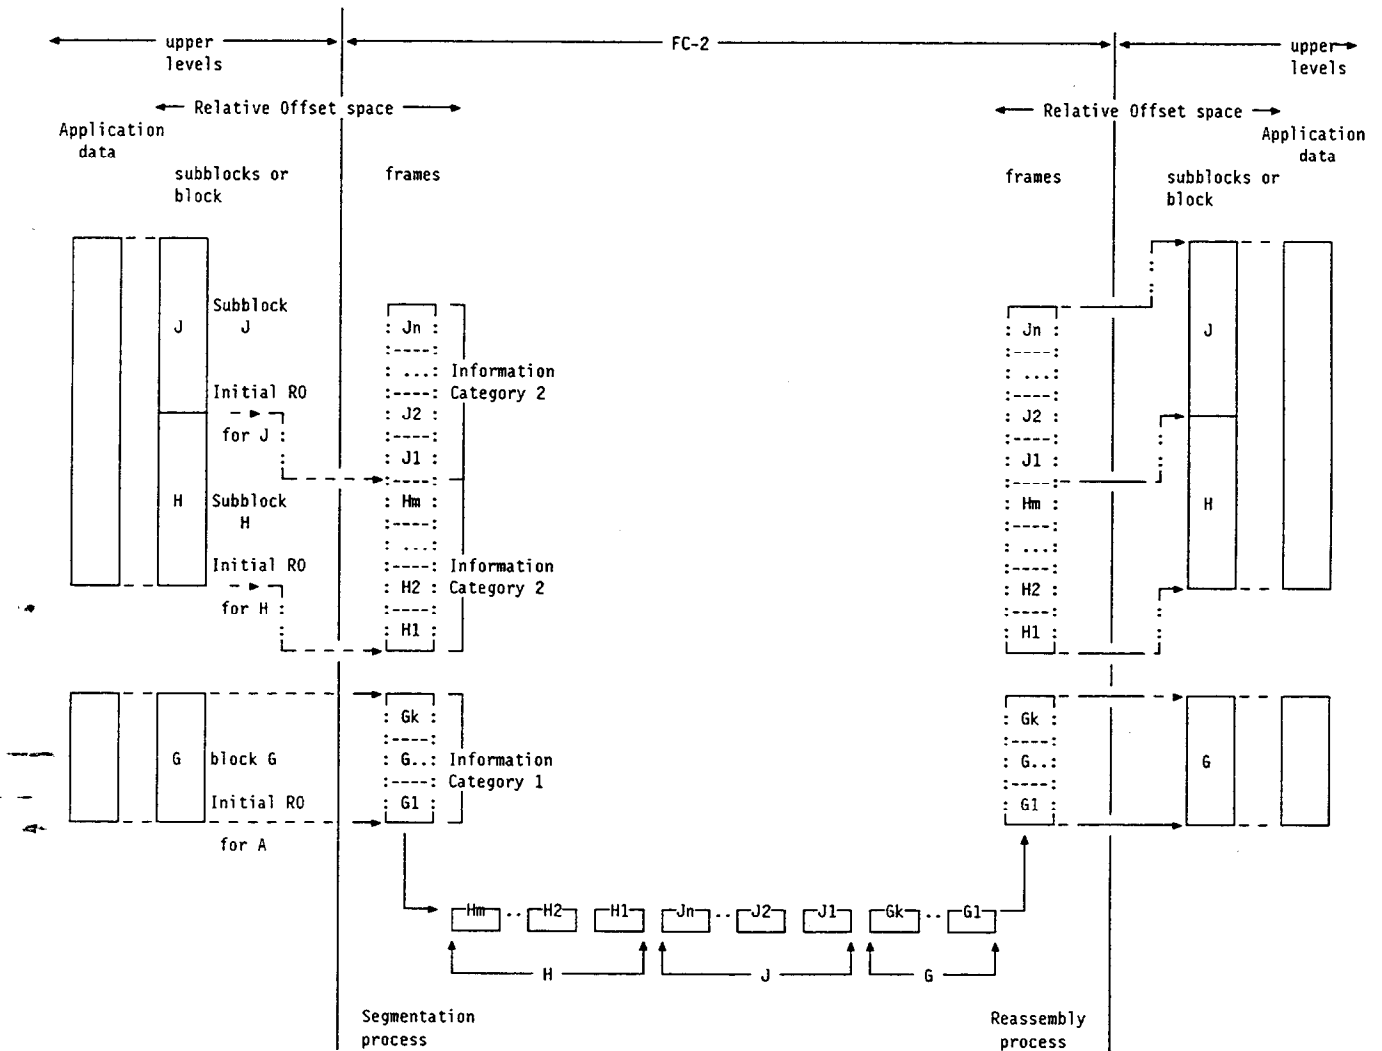 upper
levels
FC-2
upper
levels
Relative Offset space
Relative Offset space
Application
data
Application
data
subblocks or
block
frames
frames
subblocks or
block
J
Subblock
J
Initial RO
for J
H
Subblock
H
Initial RO
for H
Jn
...
J2
J1
Hm
...
H2
H1
Information
Category 2
Information
Category 2
Jn
...
J2
J1
Hm
...
H2
H1
J
H
G
block G
Initial RO
for A
Gk
G..
G1
Information
Category 1
Gk
G..
G1
G
Hm .. H2 H1 Jn .. J2 J1 Gk .. G1
H J G
Segmentation
process
Reassembly
process